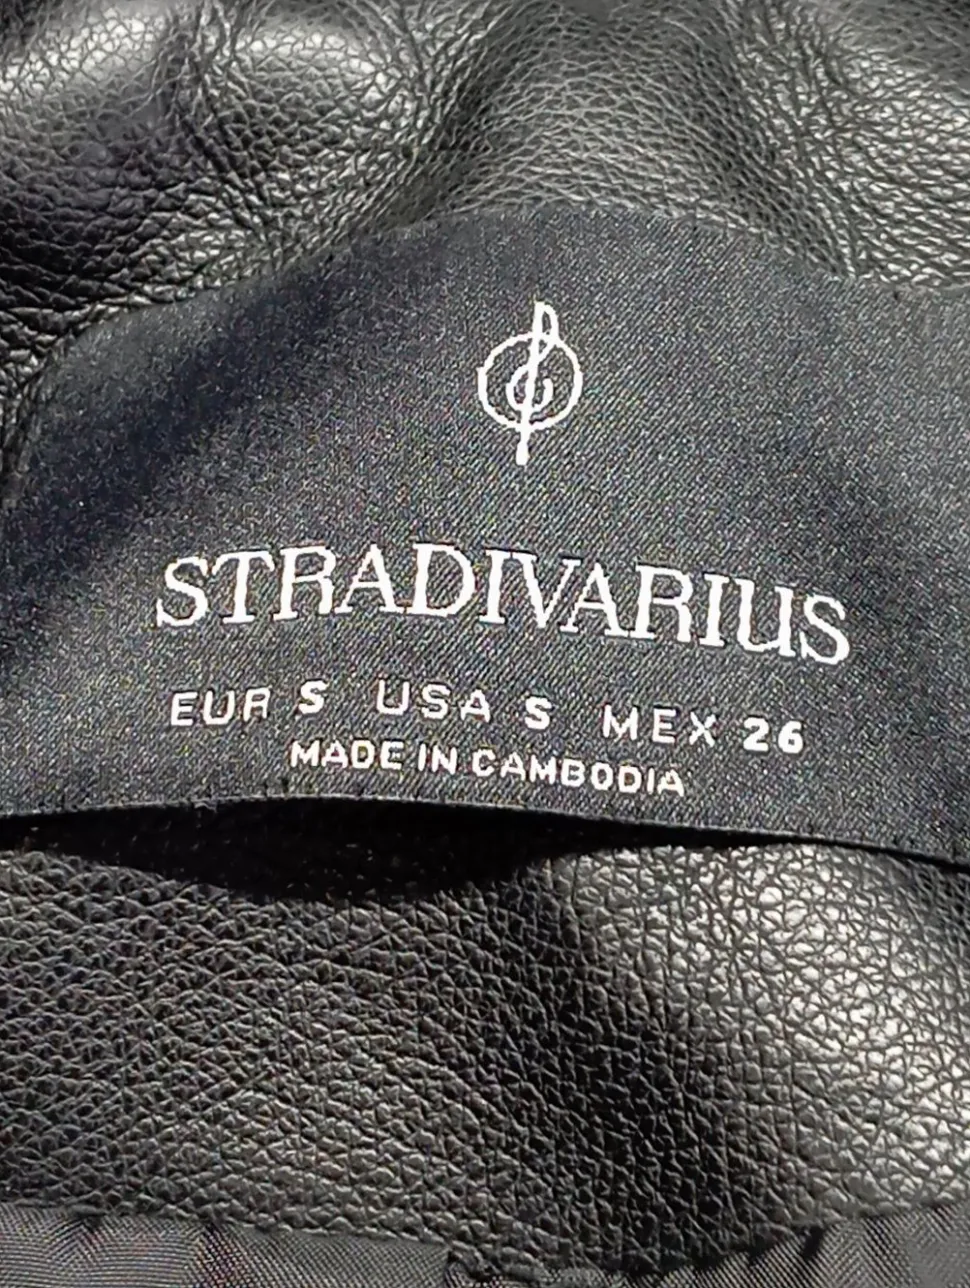 STRADIVARIUS
EUR S USA S MEX 26
MADE IN CAMBODIA